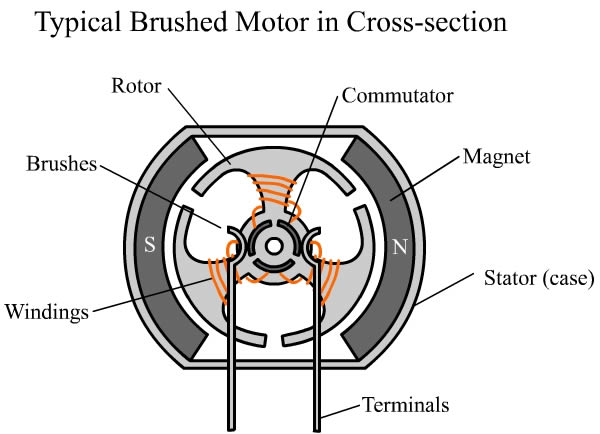 Typical Brushed Motor in Cross-section
Rotor
Commutator
Brushes
Magnet
S
N
Stator (case)
Windings
Terminals